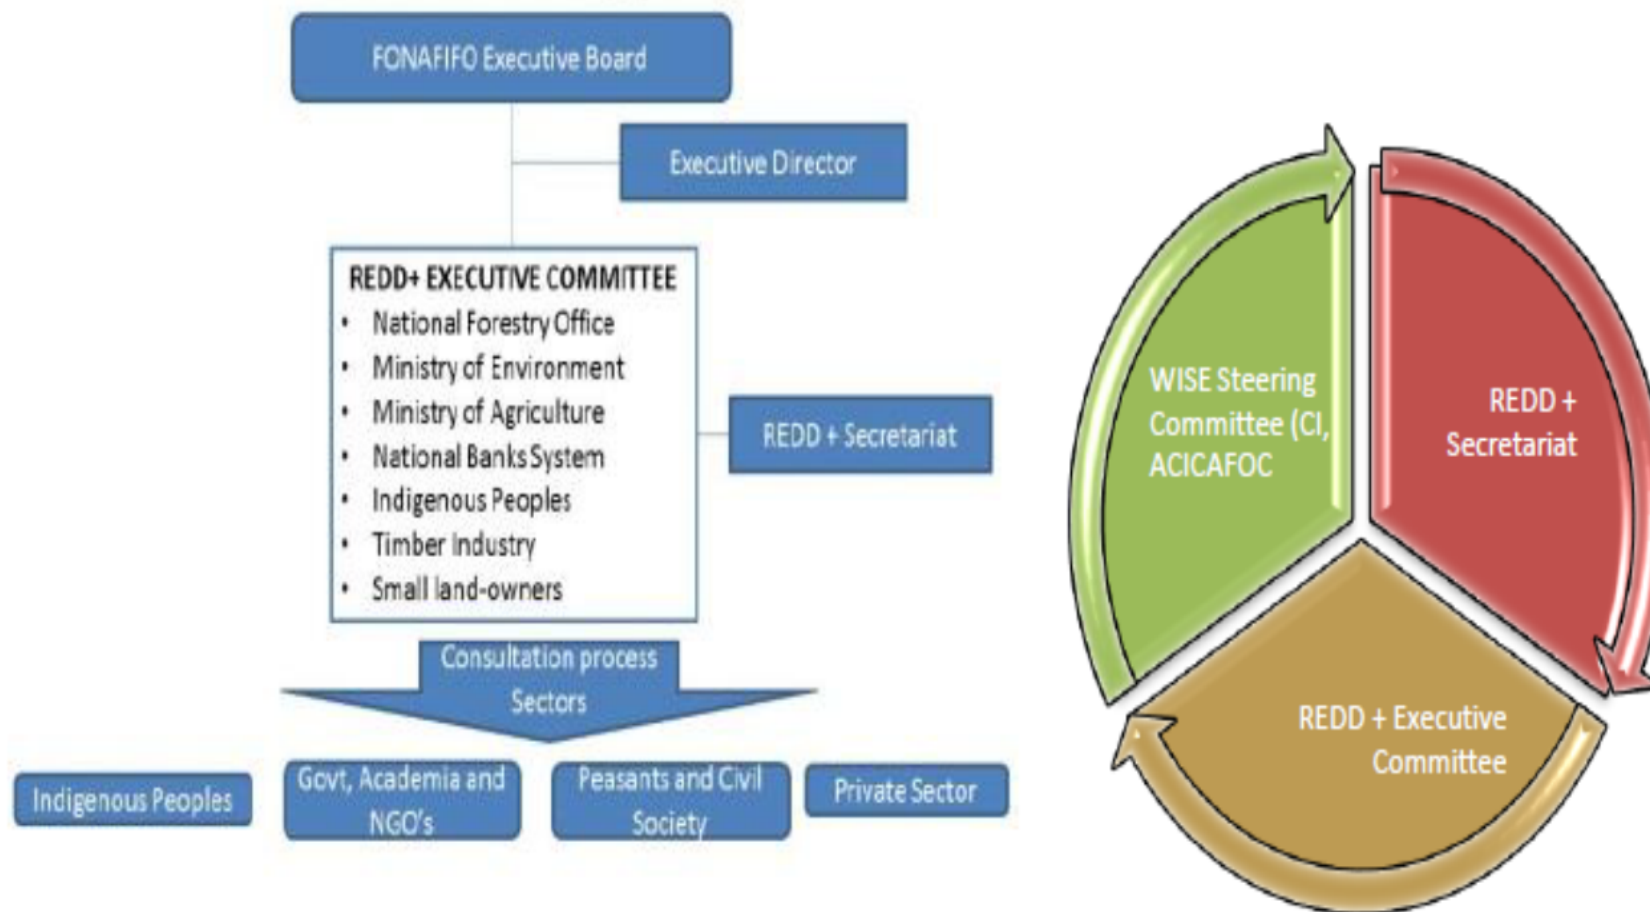 FONAFIFO Executive Board
Executive Director
REDD+ EXECUTIVE COMMITTEE
• National Forestry Office
• Ministry of Environment
• Ministry of Agriculture
• National Banks System
• Indigenous Peoples
• Timber Industry
• Small land-owners
REDD + Secretariat
Consultation process
Sectors
Indigenous Peoples
Govt, Academia and
NGO's
Peasants and Civil
Society
Private Sector
WISE Steering
Committee (CI,
ACICAFOC
REDD +
Secretariat
REDD + Executive
Committee